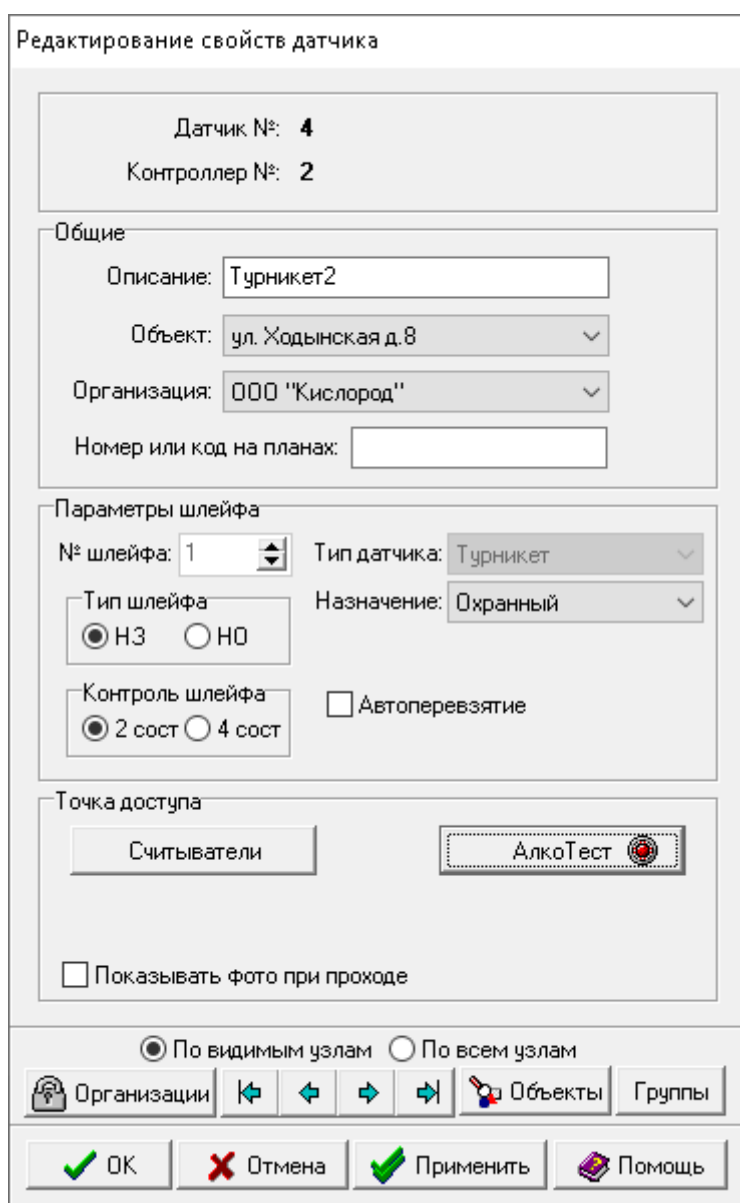 Редактирование свойств датчика
Датчик №: 4
Контроллер №: 2
Общие
Описание: Турникет2
Объект: ул. Ходынская д.8
Организация: ООО "Кислород"
Номер или код на планах:
Параметры шлейфа
№ шлейфа: 1 Тип датчика: Турникет
Тип шлейфа Назначение: Охранный
НЗ НО
Контроль шлейфа
2 сост 4 сост Автоперевзятие
Точка доступа
Считыватели АлкоТест
Показывать фото при проходе
По видимым узлам По всем узлам
Организации Объекты Группы
OK Отмена Применить Помощь